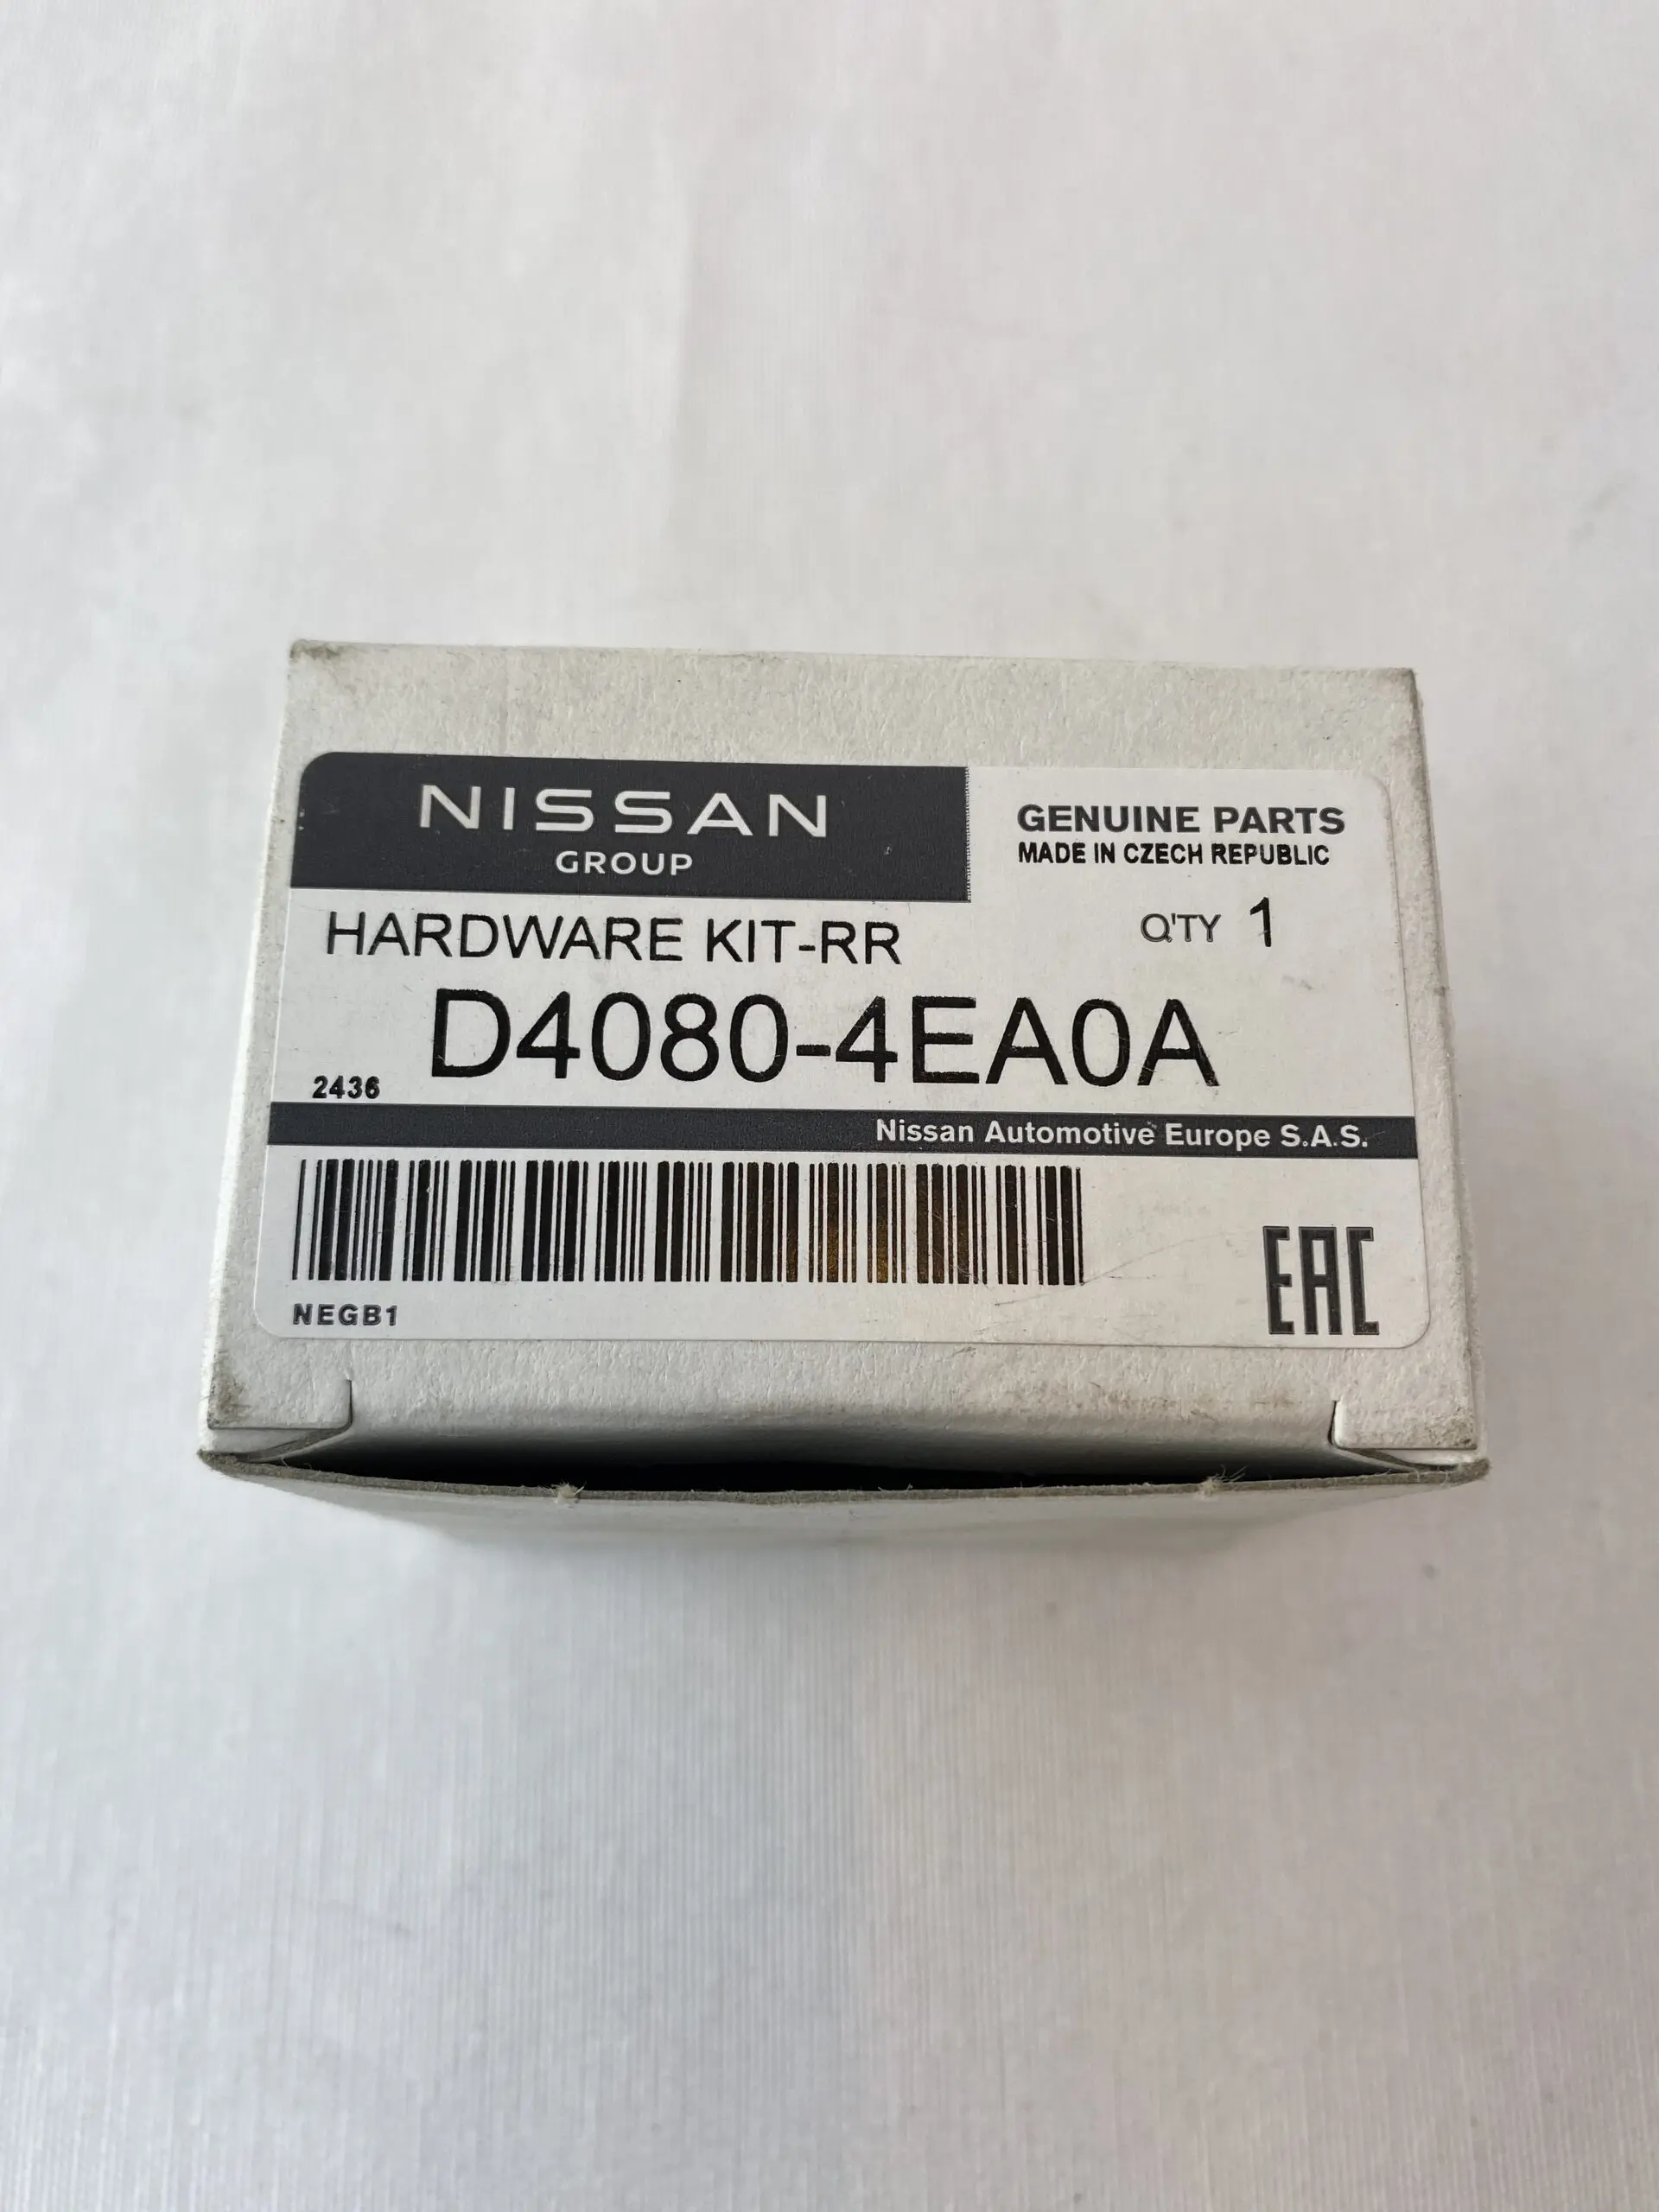 NISSAN
GROUP
GENUINE PARTS
MADE IN CZECH REPUBLIC
HARDWARE KIT-RR
Q'TY 1
D4080-4EA0A
2436
Nissan Automotive Europe S.A.S.
NEGB1
EAC